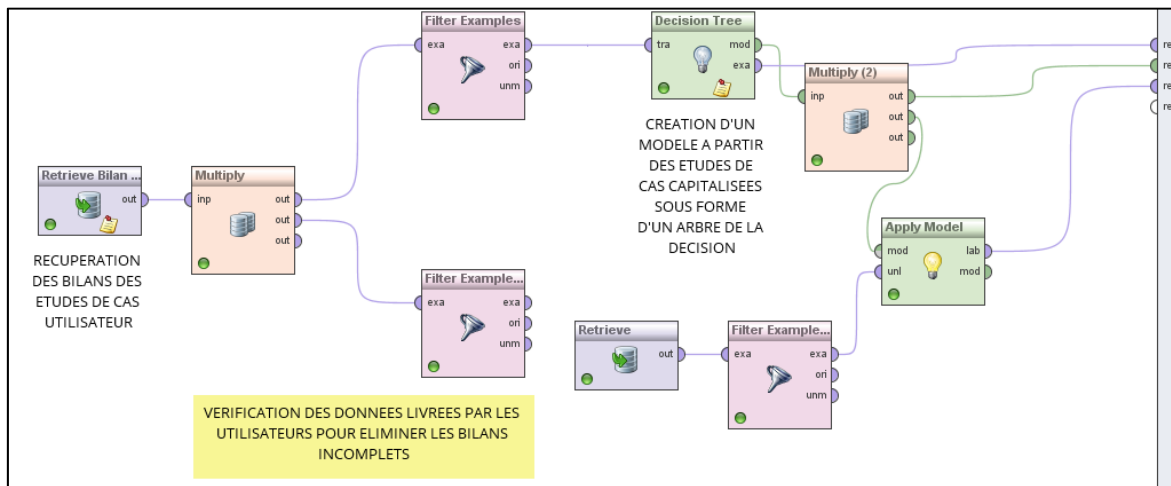 Filter Examples
exa
exa
ori
unm
Decision Tree
tra
mod
exa
Multiply (2)
inp
out
out
out
re
re
re
re
CREATION D'UN
MODELE A PARTIR
DES ETUDES DE
CAS CAPITALISEES
SOUS FORME
D'UN ARBRE DE LA
DECISION
Retrieve Bilan ...
out
Multiply
inp
out
out
out
RECUPERATION
DES BILANS DES
ETUDES DE CAS
UTILISATEUR
Apply Model
mod
lab
unl
mod
Filter Example...
exa
exa
ori
unm
Retrieve
out
Filter Example...
exa
exa
ori
unm
VERIFICATION DES DONNEES LIVREES PAR LES
UTILISATEURS POUR ELIMINER LES BILANS
INCOMPLETS